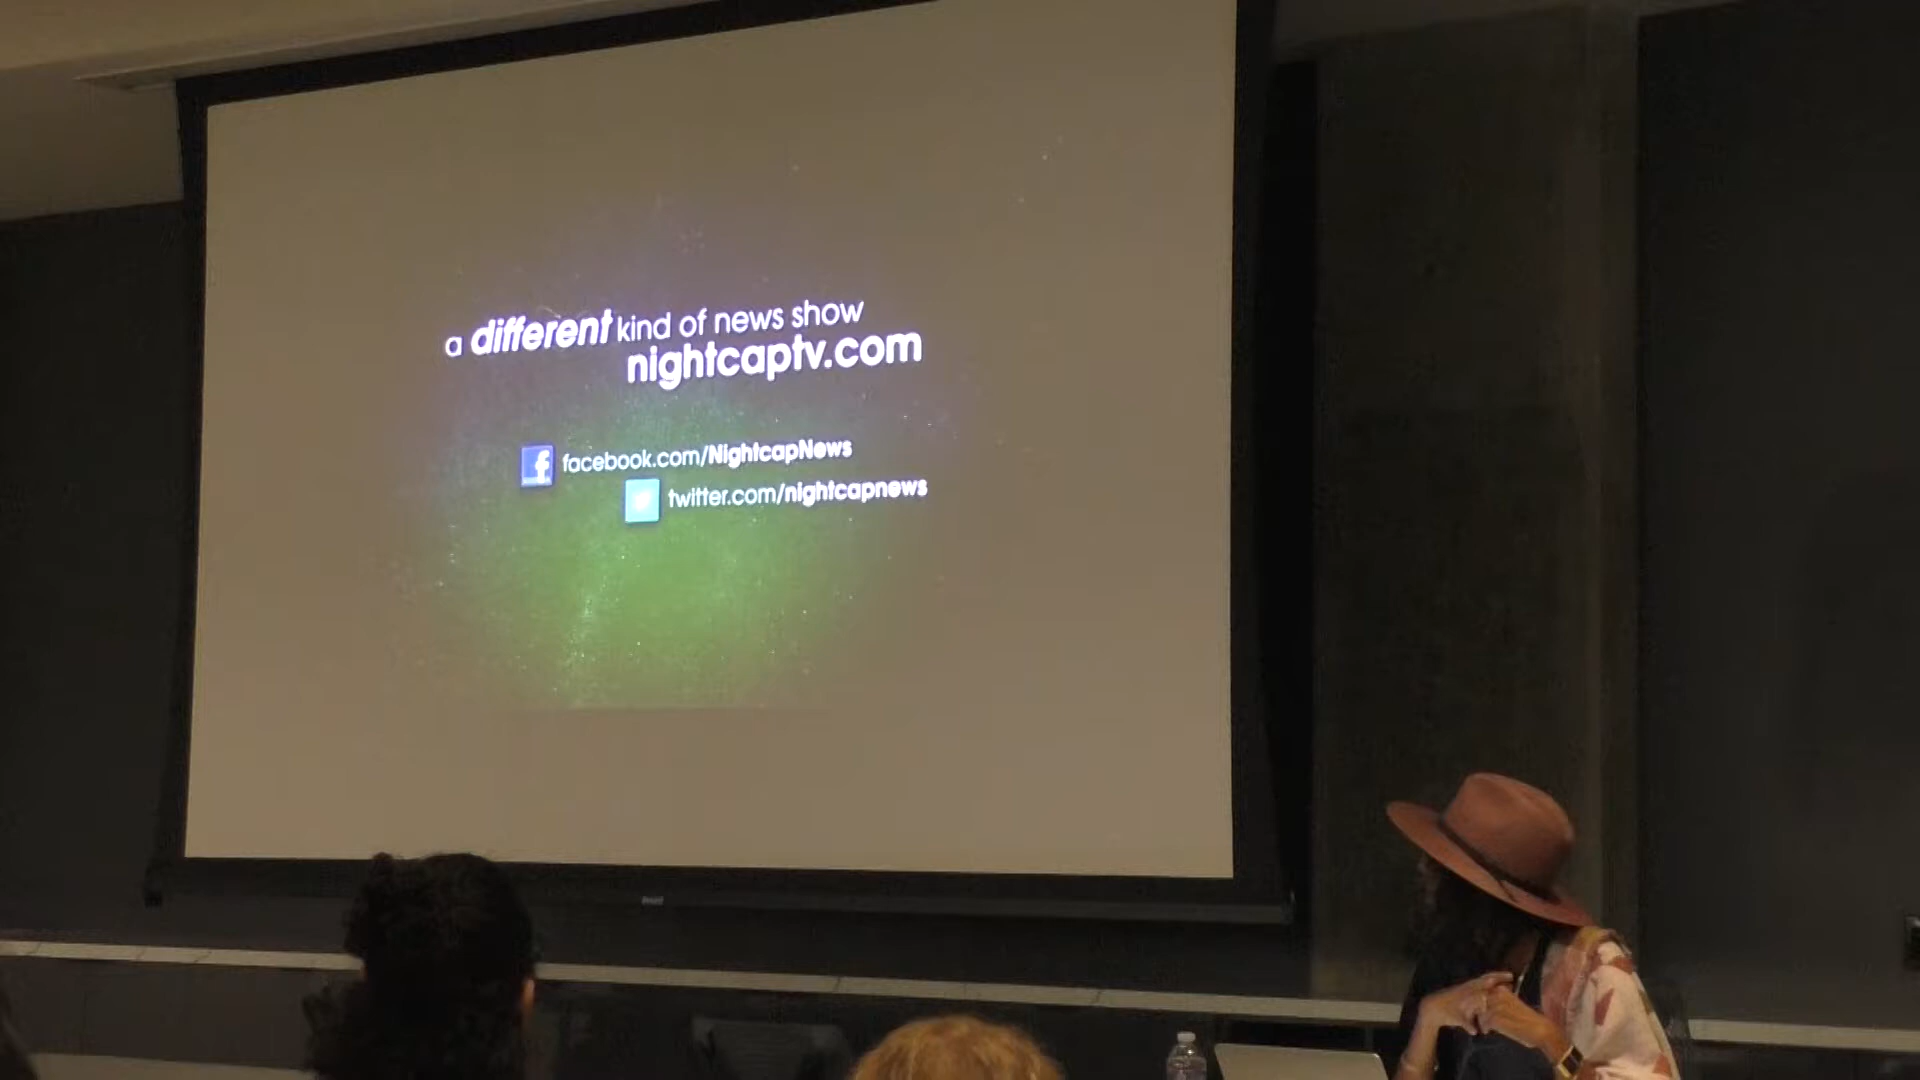 a different kind of news show
nightcaptv.com
facebook.com/NightcapNews
twitter.com/nightcapnews